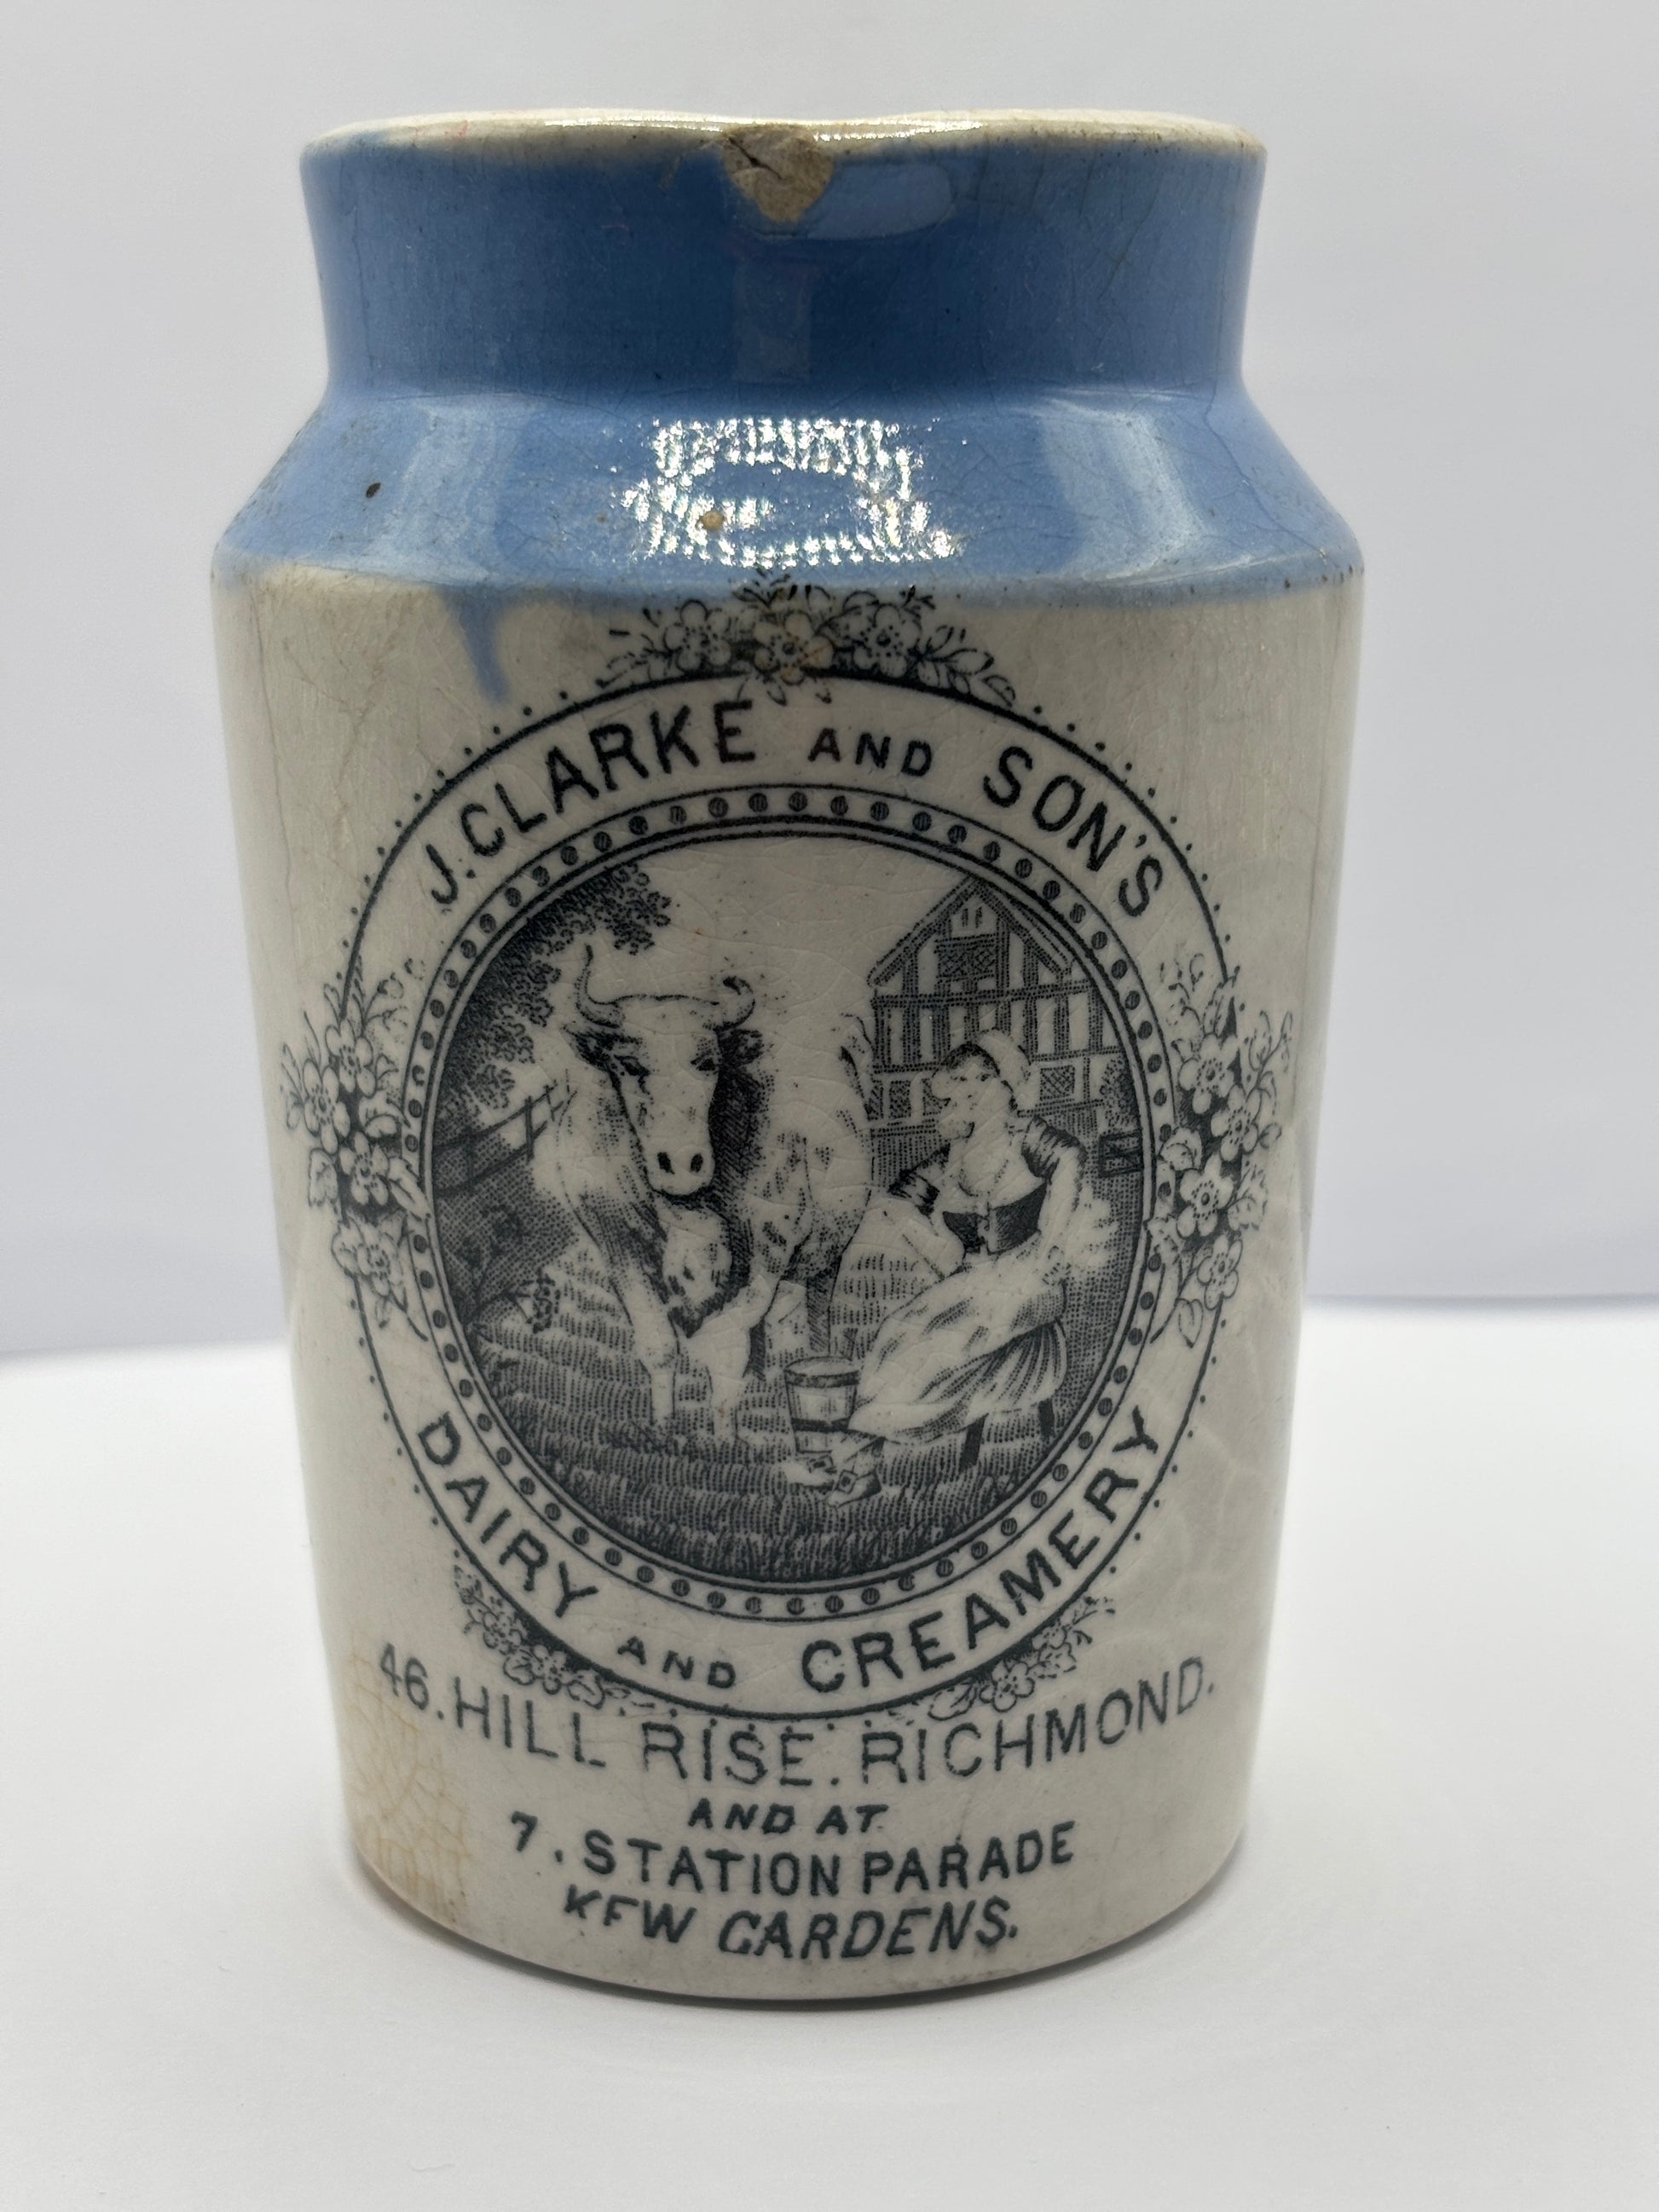 J. CLARKE AND SON'S
DAIRY AND CREAMERY
46. HILL RISE. RICHMOND.
AND AT
7. STATION PARADE
KEW GARDENS.